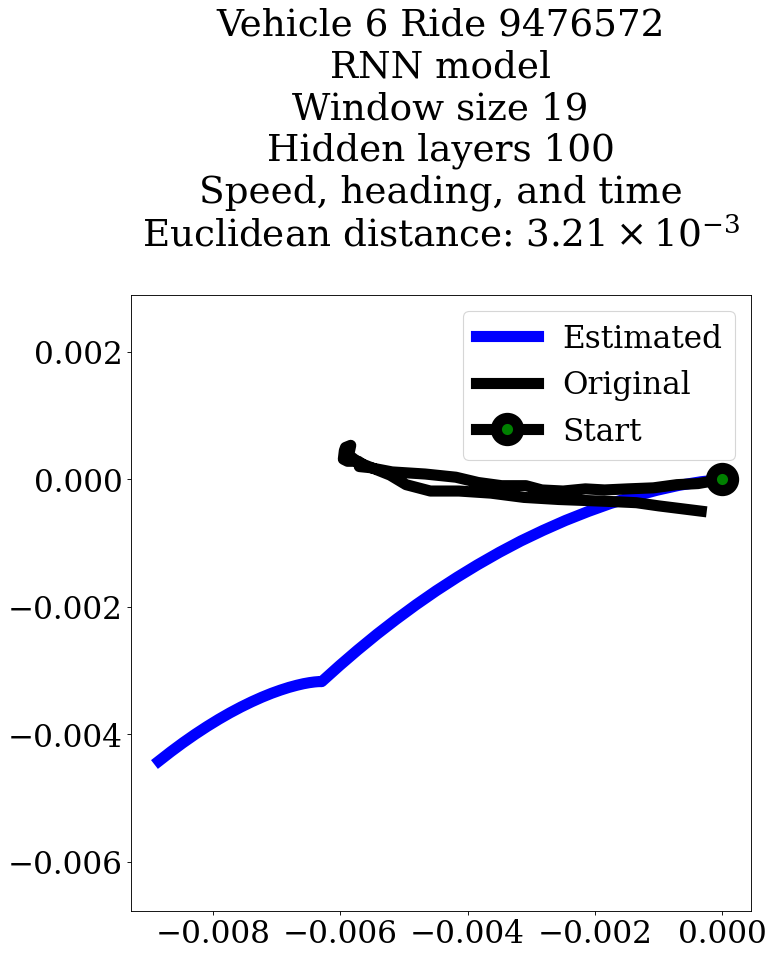 Vehicle 6 Ride 9476572
RNN model
Window size 19
Hidden layers 100
Speed, heading, and time
Euclidean distance: 3.21 × 10⁻³
Estimated
Original
Start
0.002
0.000
−0.002
−0.004
−0.006
−0.008 −0.006 −0.004 −0.002 0.000